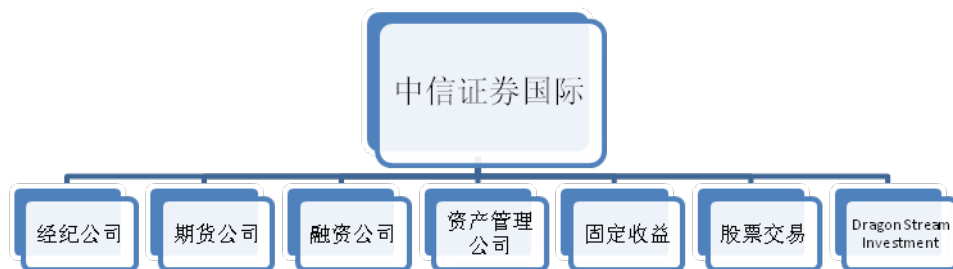 中信证券国际
经纪公司
期货公司
融资公司
资产管理
公司
固定收益
股票交易
Dragon Stream
Investment